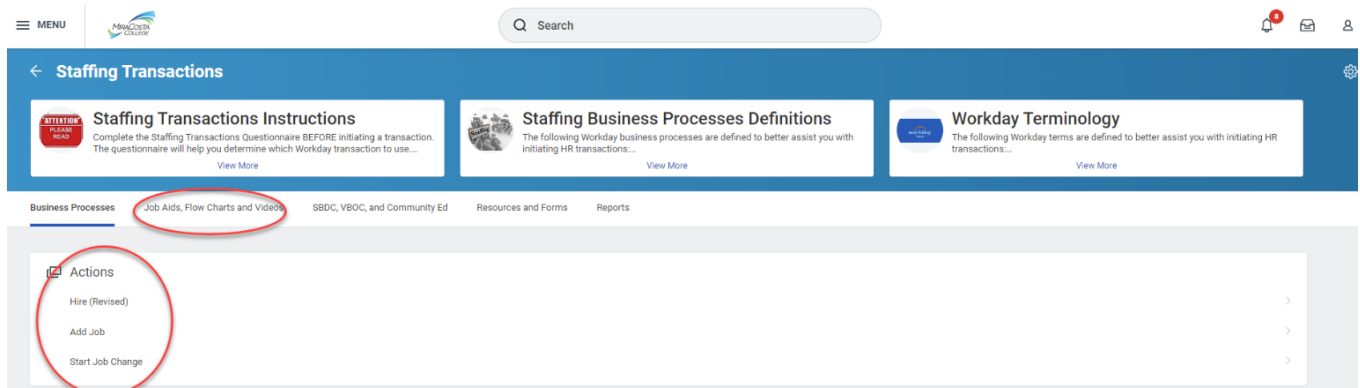 MENU
MIRACOSTA
COLLEGE
Search
8
Staffing Transactions
ATTENTION
PLEASE
READ
Staffing Transactions Instructions
Complete the Staffing Transactions Questionnaire BEFORE initiating a transaction.
The questionnaire will help you determine which Workday transaction to use....
View More
Staffing
Staffing Business Processes Definitions
The following Workday business processes are defined to better assist you with
initiating HR transactions:...
View More
workday
Workday Terminology
The following Workday terms are defined to better assist you with initiating HR
transactions:...
View More
Business Processes
Job Aids, Flow Charts and Videos
SBDC, VBOC, and Community Ed
Resources and Forms
Reports
Actions
Hire (Revised)
Add Job
Start Job Change